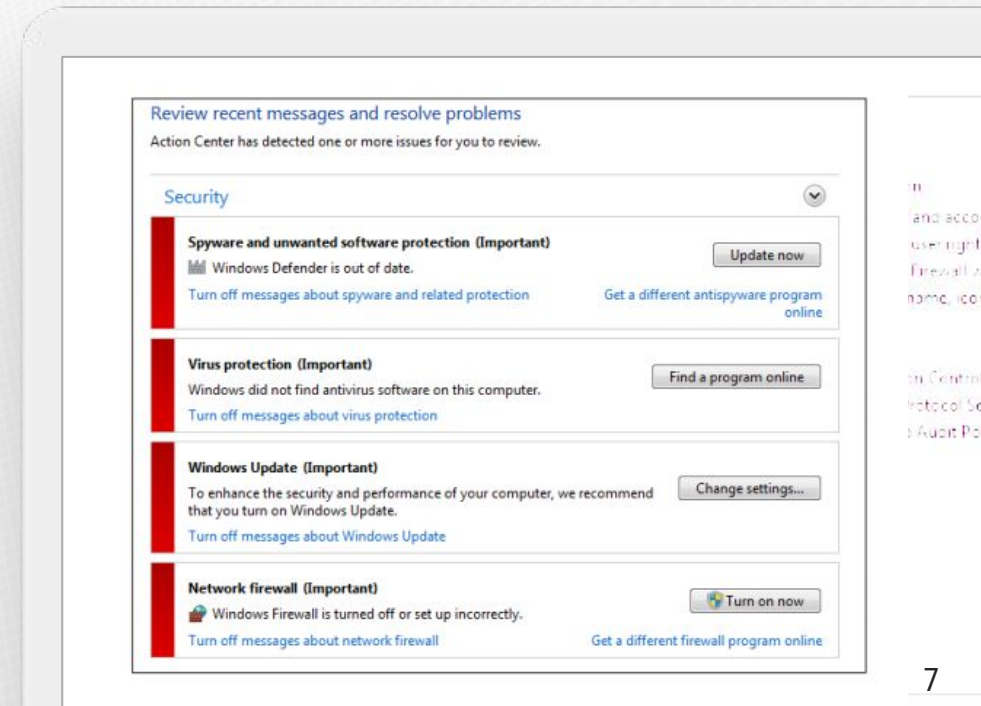 Review recent messages and resolve problems
Action Center has detected one or more issues for you to review.
Security
Spyware and unwanted software protection (Important)
Update now
Windows Defender is out of date.
Turn off messages about spyware and related protection
Get a different antispyware program
online
Virus protection (Important)
Find a program online
Windows did not find antivirus software on this computer.
Turn off messages about virus protection
Windows Update (Important)
Change settings...
To enhance the security and performance of your computer, we recommend
that you turn on Windows Update.
Turn off messages about Windows Update
Network firewall (Important)
Turn on now
Windows Firewall is turned off or set up incorrectly.
Turn off messages about network firewall
Get a different firewall program online
and
Firewall
Audit
7